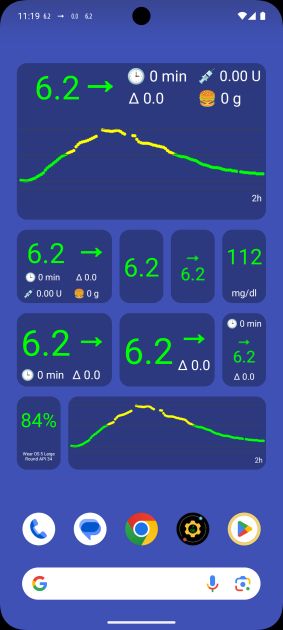 11:19 6.2 → 0.0 6.2
6.2 → 🕒 0 min 💉 0.00 U
Δ 0.0 🍔 0 g
2h
6.2 →
🕒 0 min Δ 0.0
💉 0.00 U 🍔 0 g
6.2
→
6.2
112
mg/dl
6.2 →
🕒 0 min Δ 0.0
6.2 →
Δ 0.0
🕒 0 min
→
6.2
Δ 0.0
84%
Wear OS 5 Large
Round API 34
2h